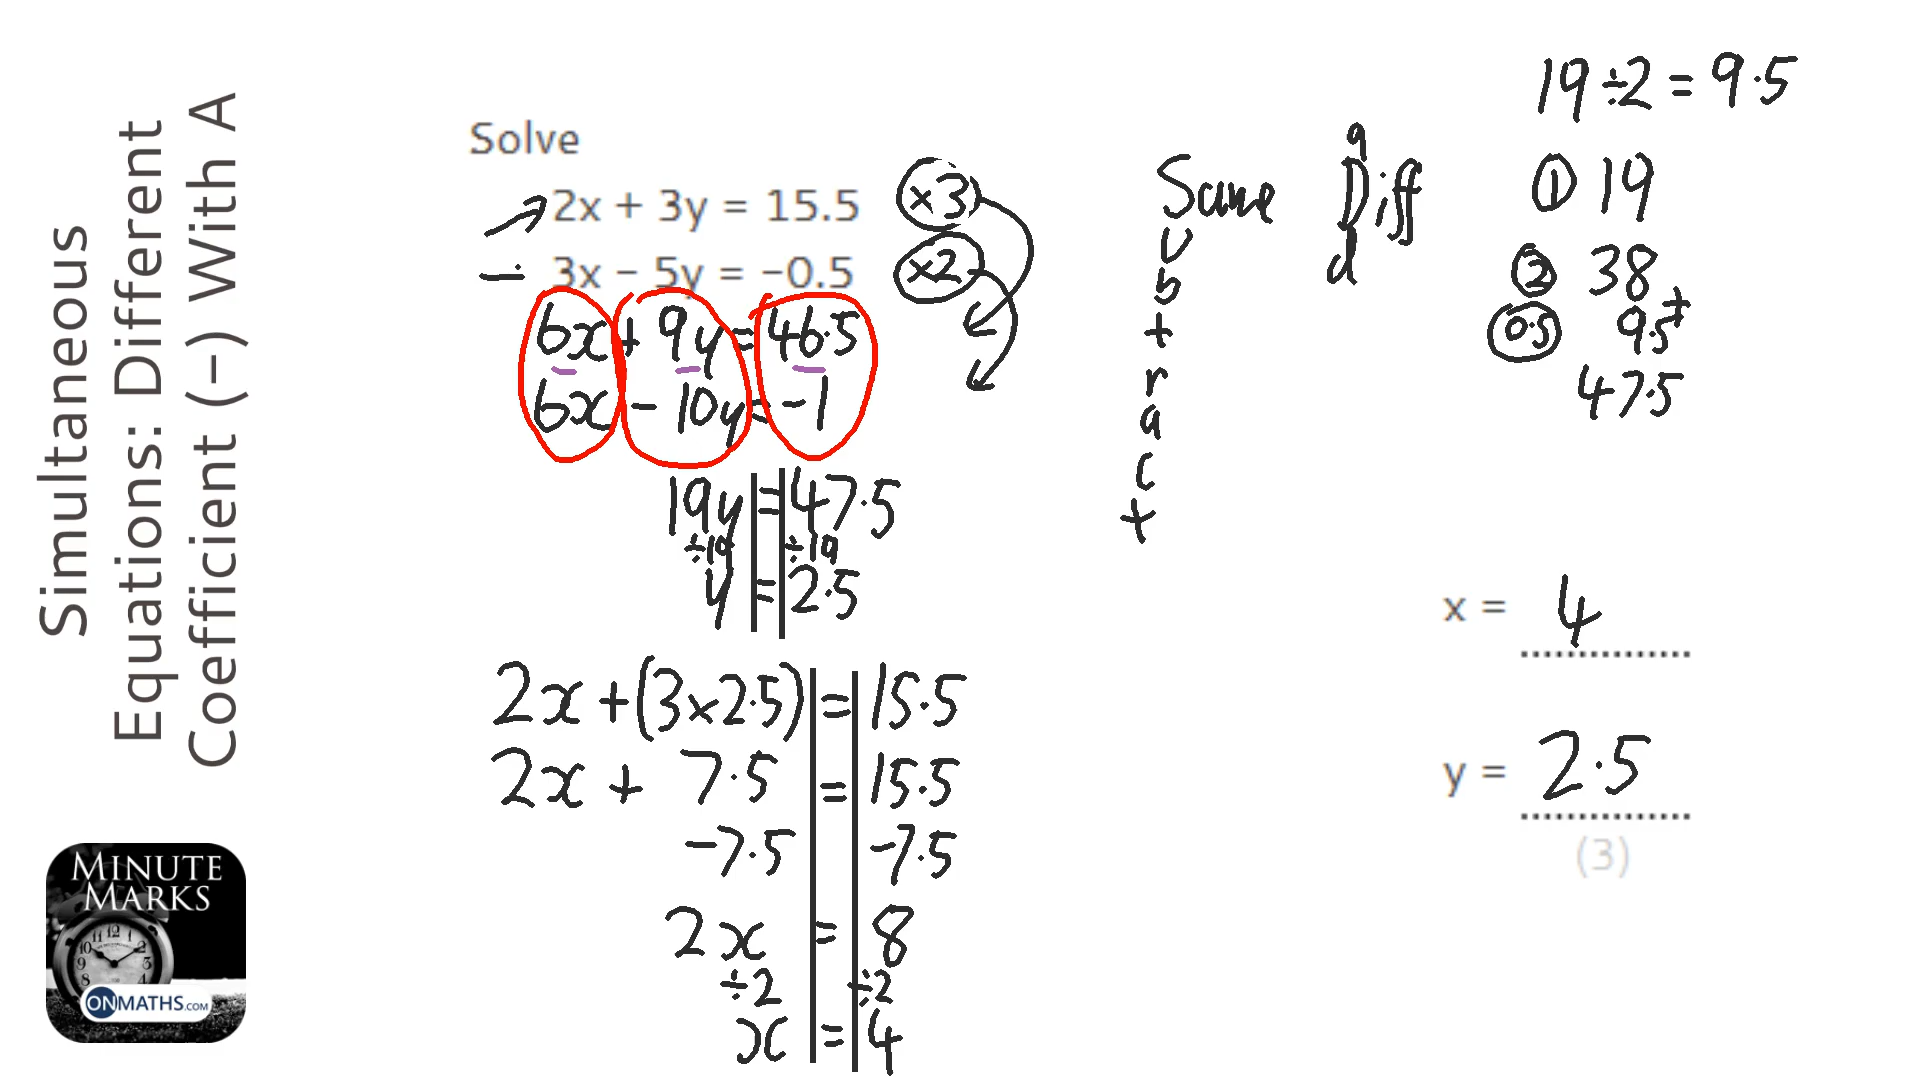 Simultaneous
Equations: Different
Coefficient (-) With A
MINUTE
MARKS
ONMATHS.COM
Solve
2x + 3y = 15.5 ×3
- 3x - 5y = -0.5 ×2
6x + 9y = 46.5
6x - 10y = -1
19y = 47.5
÷19 ÷19
y = 2.5
2x + (3×2.5) = 15.5
2x + 7.5 = 15.5
-7.5 -7.5
2x = 8
÷2 ÷2
x = 4
Same
u
b
t
r
a
c
t
a
Diff
d
19 ÷ 2 = 9.5
1 19
2 38
0.5 9.5 +
47.5
x = 4
y = 2.5
(3)